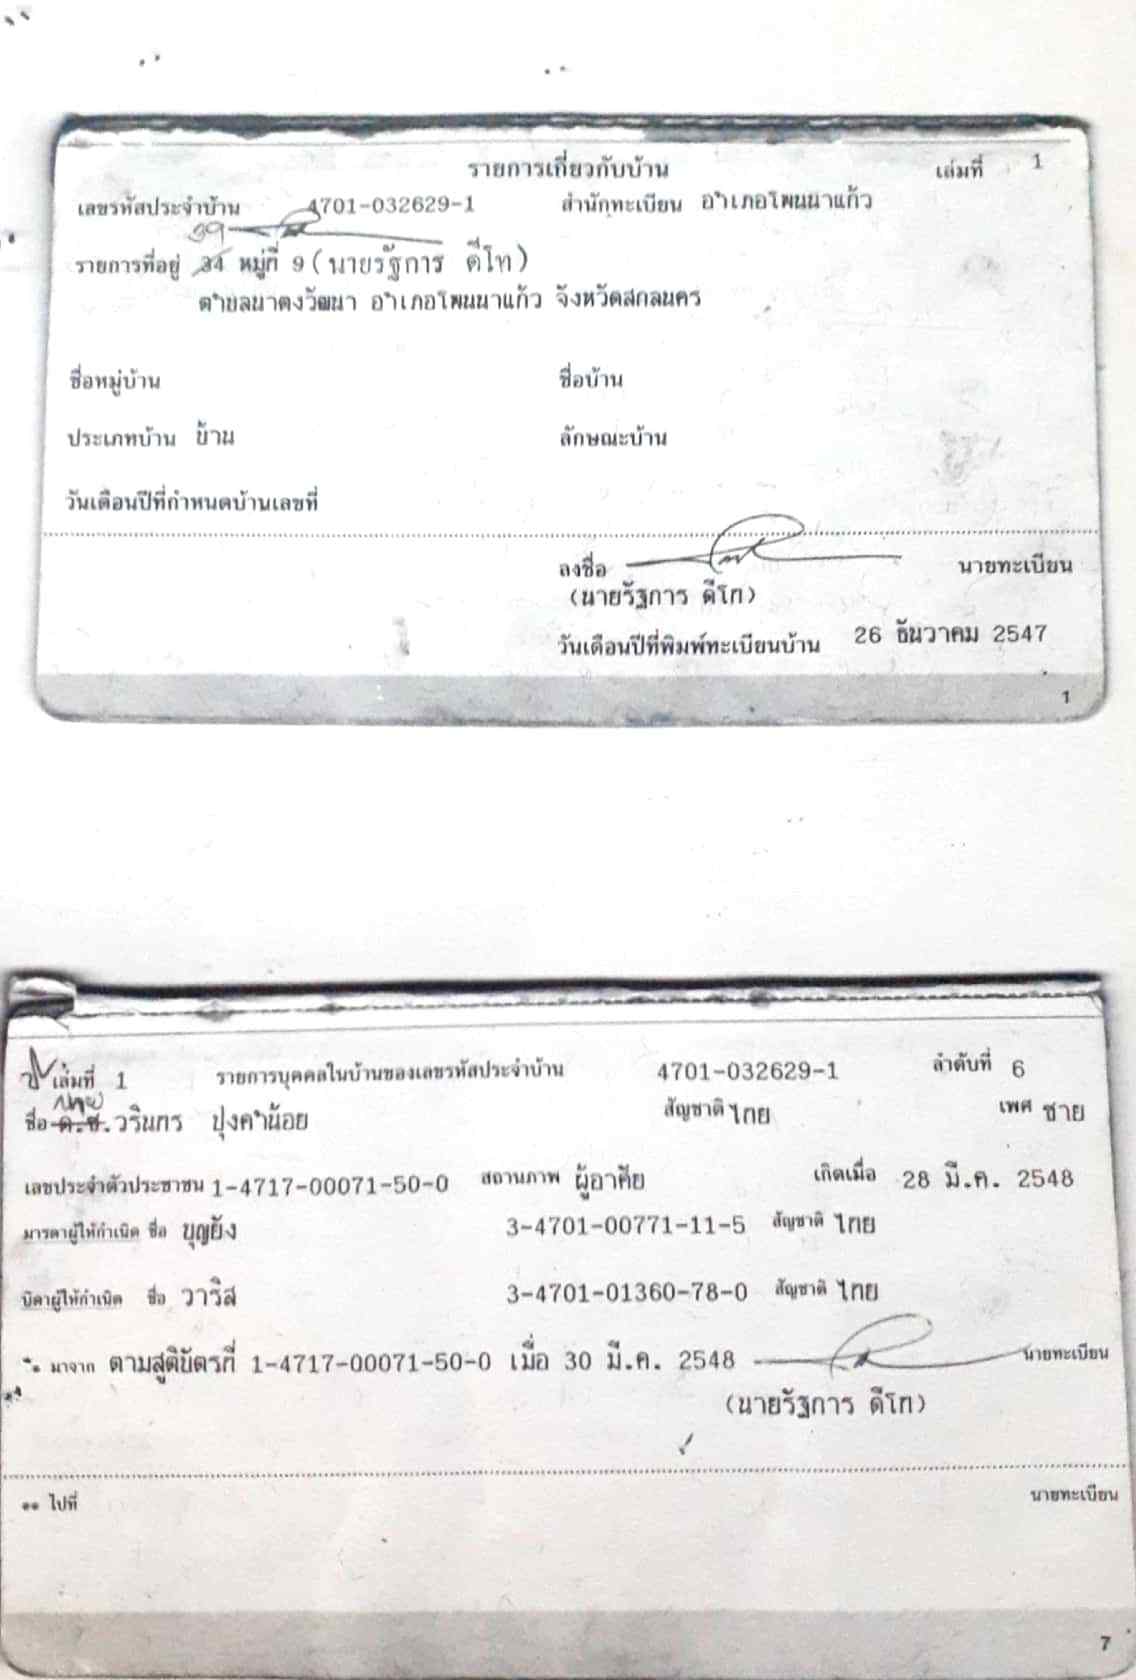 รายการเกี่ยวกับบ้าน เล่มที่ 1
เลขรหัสประจำบ้าน 4701-032629-1 สำนักทะเบียน อำเภอโพนนาแก้ว
39
รายการที่อยู่ 34 หมู่ที่ 9 (นายรัฐการ ดีโท)
ตำบลนาตงวัฒนา อำเภอโพนนาแก้ว จังหวัดสกลนคร
ชื่อหมู่บ้าน ชื่อบ้าน
ประเภทบ้าน บ้าน ลักษณะบ้าน
วันเดือนปีที่กำหนดบ้านเลขที่
ลงชื่อ นายทะเบียน
(นายรัฐการ ดีโท)
วันเดือนปีที่พิมพ์ทะเบียนบ้าน 26 ธันวาคม 2547
1
เล่มที่ 1 รายการบุคคลในบ้านของเลขรหัสประจำบ้าน 4701-032629-1 ลำดับที่ 6
นาย
ชื่อ ด.ช. วรินทร ปุงคำน้อย สัญชาติ ไทย เพศ ชาย
เลขประจำตัวประชาชน 1-4717-00071-50-0 สถานภาพ ผู้อาศัย เกิดเมื่อ 28 มี.ค. 2548
มารดาผู้ให้กำเนิด ชื่อ บุญยัง 3-4701-00771-11-5 สัญชาติ ไทย
บิดาผู้ให้กำเนิด ชื่อ วาริส 3-4701-01360-78-0 สัญชาติ ไทย
* มาจาก ตามสูติบัตรที่ 1-4717-00071-50-0 เมื่อ 30 มี.ค. 2548 นายทะเบียน
(นายรัฐการ ดีโท)
** ไปที่ นายทะเบียน
7